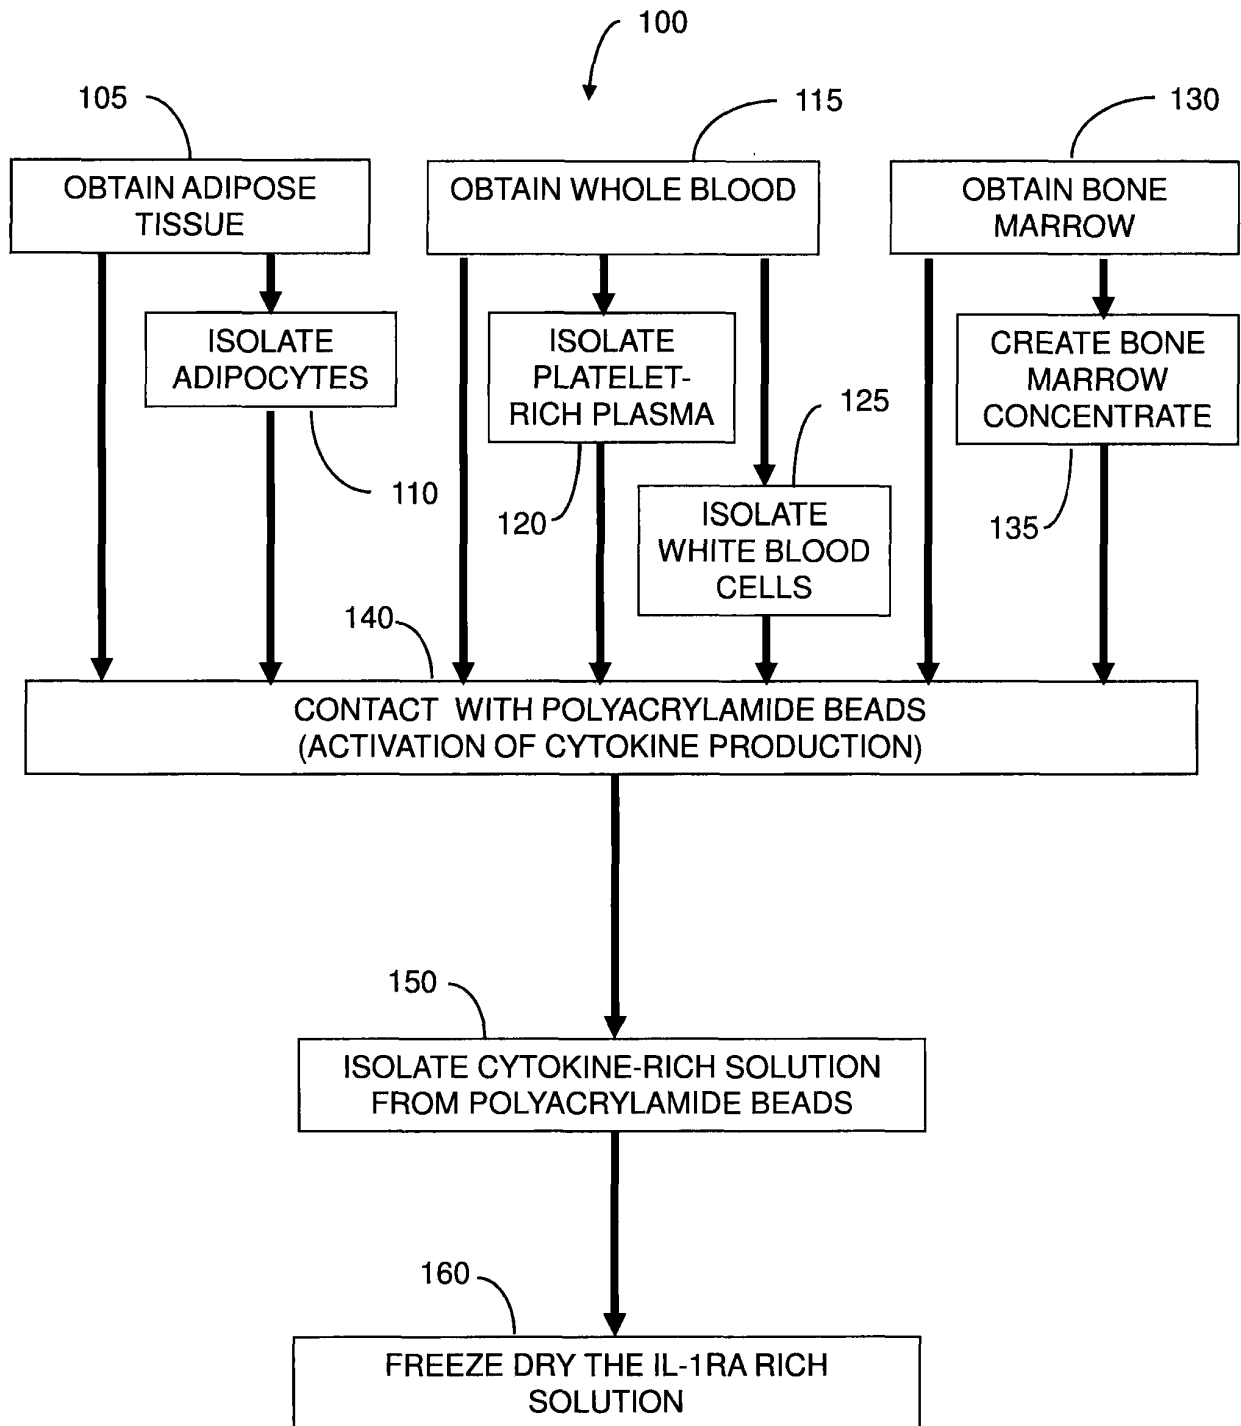 100
105
115
130
OBTAIN ADIPOSE
TISSUE
OBTAIN WHOLE BLOOD
OBTAIN BONE
MARROW
ISOLATE
ADIPOCYTES
110
ISOLATE
PLATELET-
RICH PLASMA
120
125
ISOLATE
WHITE BLOOD
CELLS
CREATE BONE
MARROW
CONCENTRATE
135
140
CONTACT WITH POLYACRYLAMIDE BEADS
(ACTIVATION OF CYTOKINE PRODUCTION)
150
ISOLATE CYTOKINE-RICH SOLUTION
FROM POLYACRYLAMIDE BEADS
160
FREEZE DRY THE IL-1RA RICH
SOLUTION